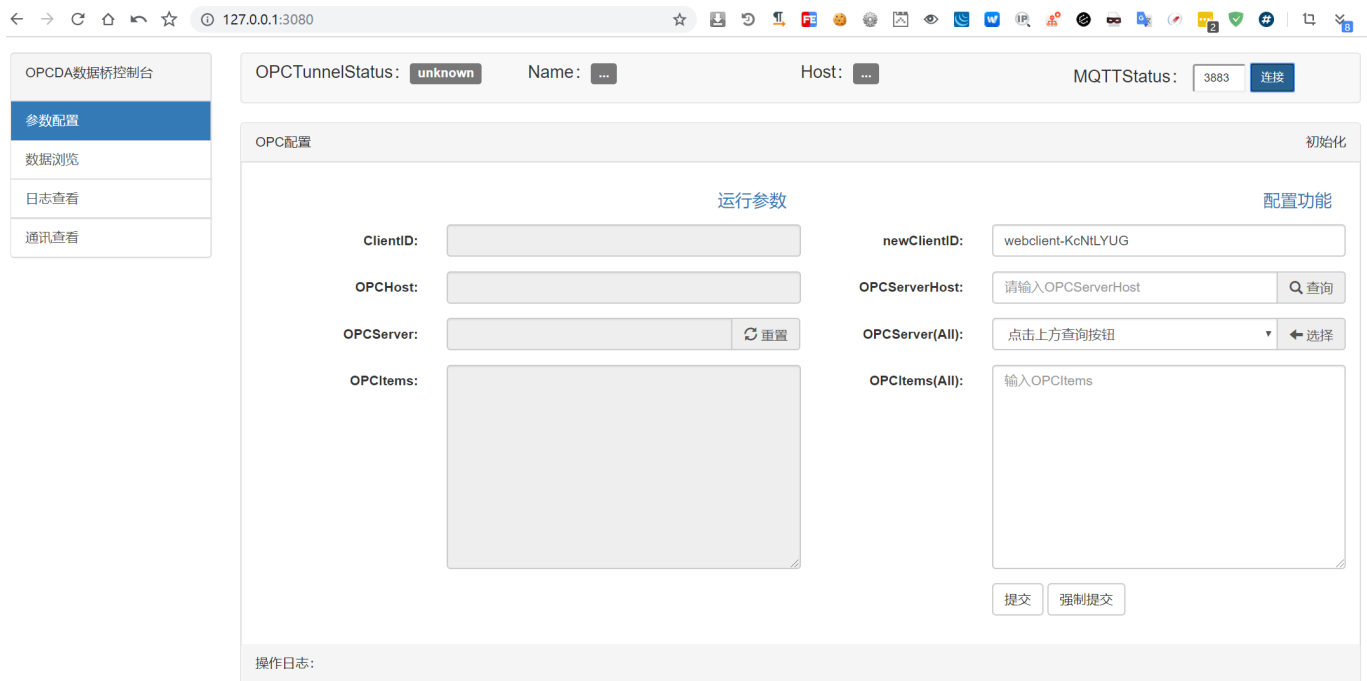 127.0.0.1:3080
OPCDA数据桥控制台
参数配置
数据浏览
日志查看
通讯查看
OPCTunnelStatus: unknown Name: ... Host: ... MQTTStatus: 3883 连接
OPC配置 初始化
运行参数 配置功能
ClientID: newClientID: webclient-KcNtLYUG
OPCHost: OPCServerHost: 请输入OPCServerHost 查询
OPCServer: 重置 OPCServer(All): 点击上方查询按钮 选择
OPCItems: OPCItems(All): 输入OPCItems
提交 强制提交
操作日志:
FE
W
IP
2
8